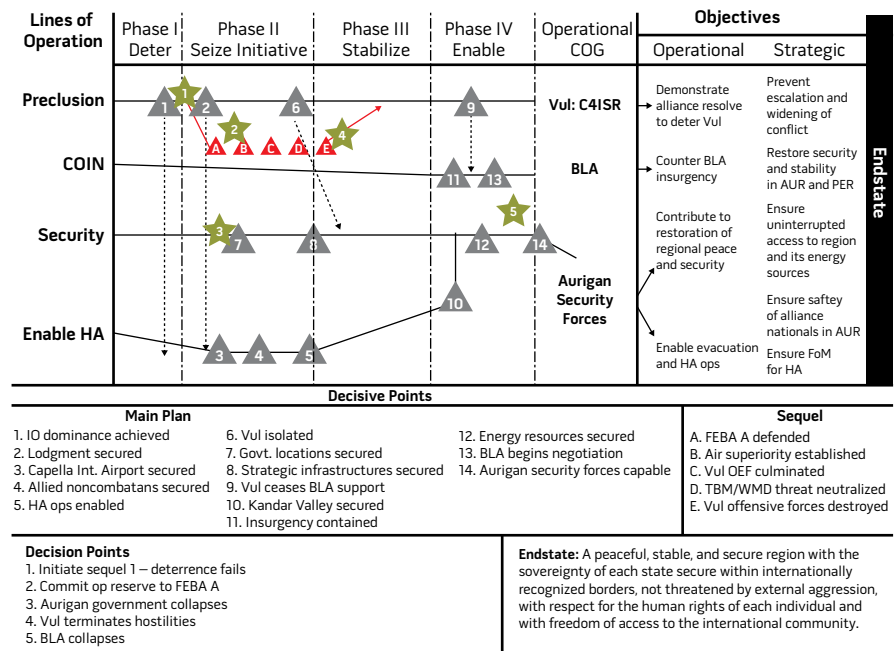 Lines of
Operation
Phase I
Deter
Phase II
Seize Initiative
Phase III
Stabilize
Phase IV
Enable
Operational
COG
Objectives
Operational
Strategic
Preclusion
1
1
2
6
9
2
4
A
B
C
D
E
Vul: C4ISR
Demonstrate
alliance resolve
to deter Vul
Prevent
escalation and
widening of
conflict
COIN
11
13
BLA
Counter BLA
insurgency
Restore security
and stability
in AUR and PER
Security
3
7
8
5
12
14
10
Aurigan
Security
Forces
Contribute to
restoration of
regional peace
and security
Ensure
uninterrupted
access to region
and its energy
sources
Ensure saftey
of alliance
nationals in AUR
Enable HA
3
4
5
Enable evacuation
and HA ops
Ensure FoM
for HA
Endstate
Decisive Points
Main Plan
1. IO dominance achieved
2. Lodgment secured
3. Capella Int. Airport secured
4. Allied noncombatans secured
5. HA ops enabled
6. Vul isolated
7. Govt. locations secured
8. Strategic infrastructures secured
9. Vul ceases BLA support
10. Kandar Valley secured
11. Insurgency contained
12. Energy resources secured
13. BLA begins negotiation
14. Aurigan security forces capable
Sequel
A. FEBA A defended
B. Air superiority established
C. Vul OEF culminated
D. TBM/WMD threat neutralized
E. Vul offensive forces destroyed
Decision Points
1. Initiate sequel 1 – deterrence fails
2. Commit op reserve to FEBA A
3. Aurigan government collapses
4. Vul terminates hostilities
5. BLA collapses
Endstate: A peaceful, stable, and secure region with the
sovereignty of each state secure within internationally
recognized borders, not threatened by external aggression,
with respect for the human rights of each individual and
with freedom of access to the international community.